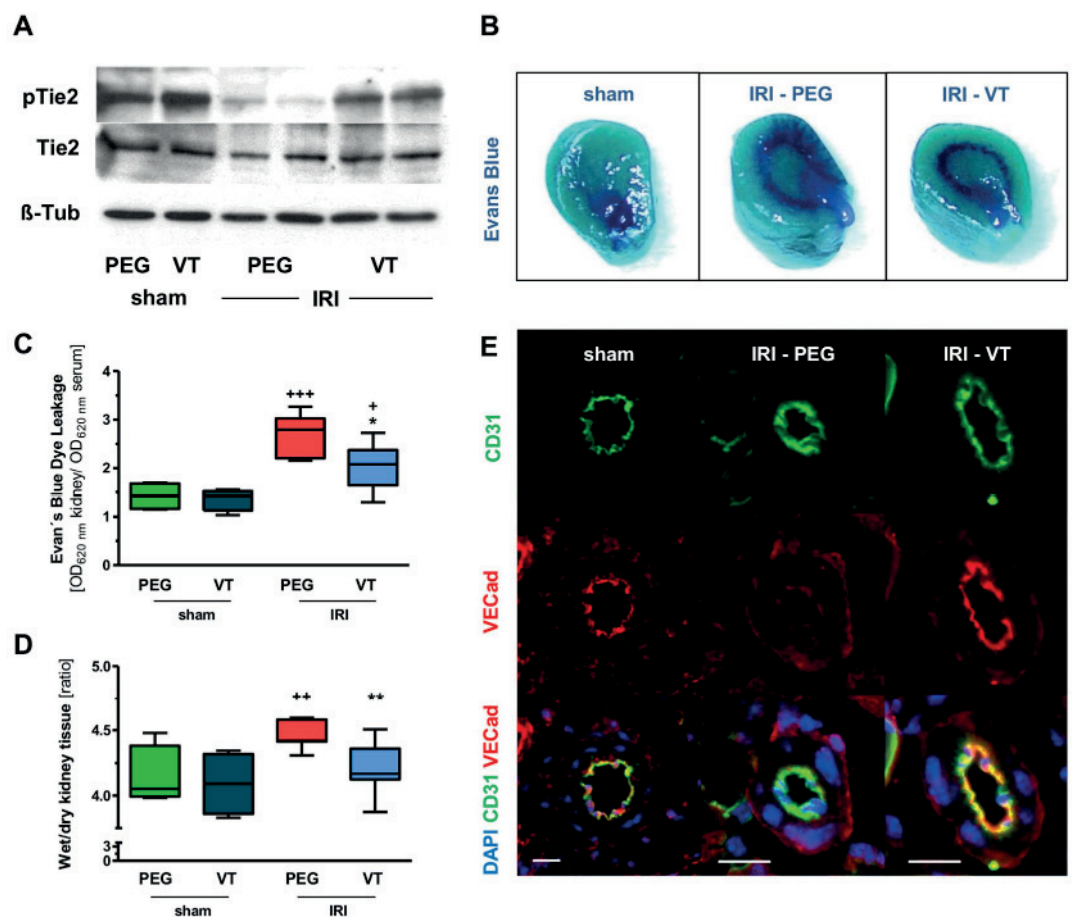 A
pTie2
Tie2
ß-Tub
PEG VT PEG VT
sham IRI
B
sham IRI - PEG IRI - VT
Evans Blue
C
Evan´s Blue Dye Leakage
[OD620 nm kidney/ OD620 nm serum]
4
3
2
1
0
+++
+
*
PEG VT PEG VT
sham IRI
D
Wet/dry kidney tissue [ratio]
5.0
4.5
4.0
3
0
++ **
PEG VT PEG VT
sham IRI
E
sham IRI - PEG IRI - VT
CD31
VECad
DAPI CD31 VECad